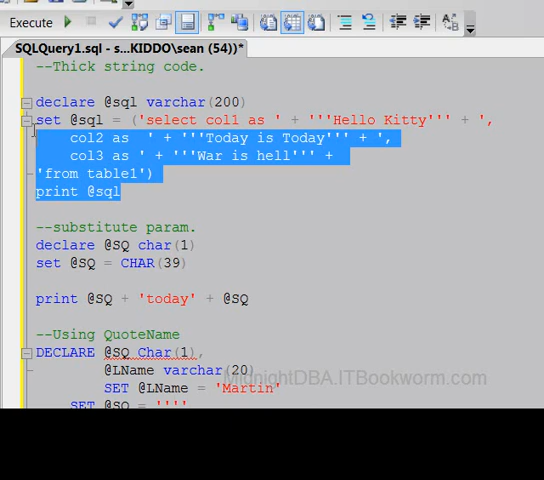 Execute
SQLQuery1.sql - s...KIDDO\sean (54))*
--Thick string code.
declare @sql varchar(200)
set @sql = ('select col1 as ' + '''Hello Kitty''' + ',
col2 as  ' + '''Today is Today''' + ',
col3 as ' + '''War is hell''' +
'from table1')
print @sql
--substitute param.
declare @SQ char(1)
set @SQ = CHAR(39)
print @SQ + 'today' + @SQ
--Using QuoteName
DECLARE @SQ Char(1),
@LName varchar(20)
MidnightDBA.ITBookworm.com
SET @LName = 'Martin'
SET @SQ = ''''